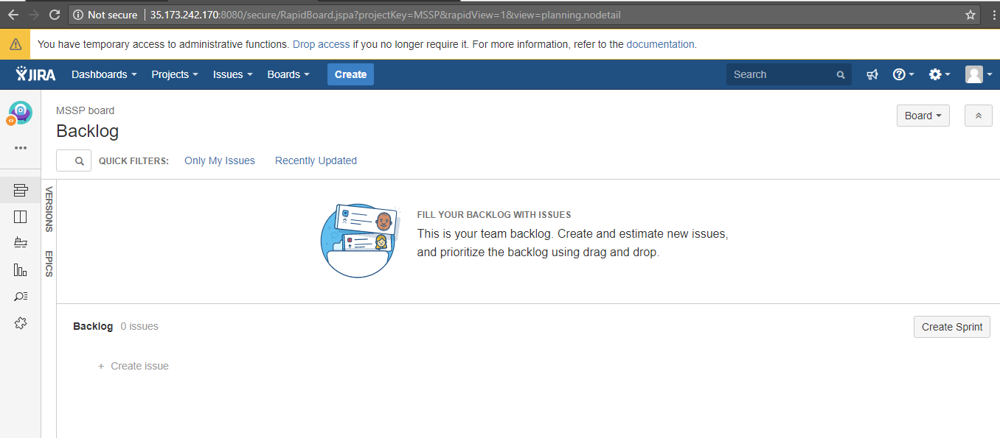 Not secure 35.173.242.170:8080/secure/RapidBoard.jspa?projectKey=MSSP&rapidView=1&view=planning.nodetail
You have temporary access to administrative functions. Drop access if you no longer require it. For more information, refer to the documentation.
JIRA Dashboards Projects Issues Boards Create Search
MSSP board
Backlog
Board
QUICK FILTERS: Only My Issues Recently Updated
VERSIONS
EPICS
FILL YOUR BACKLOG WITH ISSUES
This is your team backlog. Create and estimate new issues,
and prioritize the backlog using drag and drop.
Backlog 0 issues
Create Sprint
+ Create issue